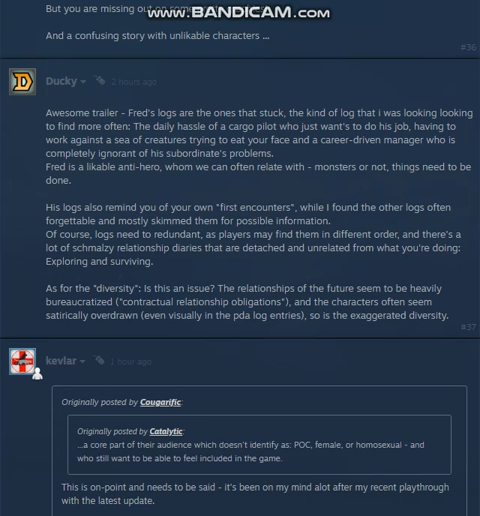 But you are missing out on some
www.BANDICAM.com
And a confusing story with unlikable characters ...
#36
Ducky
2 hours ago
Awesome trailer - Fred's logs are the ones that stuck, the kind of log that i was looking looking
to find more often: The daily hassle of a cargo pilot who just want's to do his job, having to
work against a sea of creatures trying to eat your face and a career-driven manager who is
completely ignorant of his subordinate's problems.
Fred is a likable anti-hero, whom we can often relate with - monsters or not, things need to be
done.
His logs also remind you of your own "first encounters", while I found the other logs often
forgettable and mostly skimmed them for possible information.
Of course, logs need to redundant, as players may find them in different order, and there's a
lot of schmalzy relationship diaries that are detached and unrelated from what you're doing:
Exploring and surviving.
As for the "diversity": Is this an issue? The relationships of the future seem to be heavily
bureaucratized ("contractual relationship obligations"), and the characters often seem
satirically overdrawn (even visually in the pda log entries), so is the exaggerated diversity.
#37
kevlar
1 hour ago
Originally posted by Cougarific:
Originally posted by Catalytic:
...a core part of their audience which doesn't identify as: POC, female, or homosexual - and
who still want to be able to feel included in the game.
This is on-point and needs to be said - it's been on my mind alot after my recent playthrough
with the latest update.